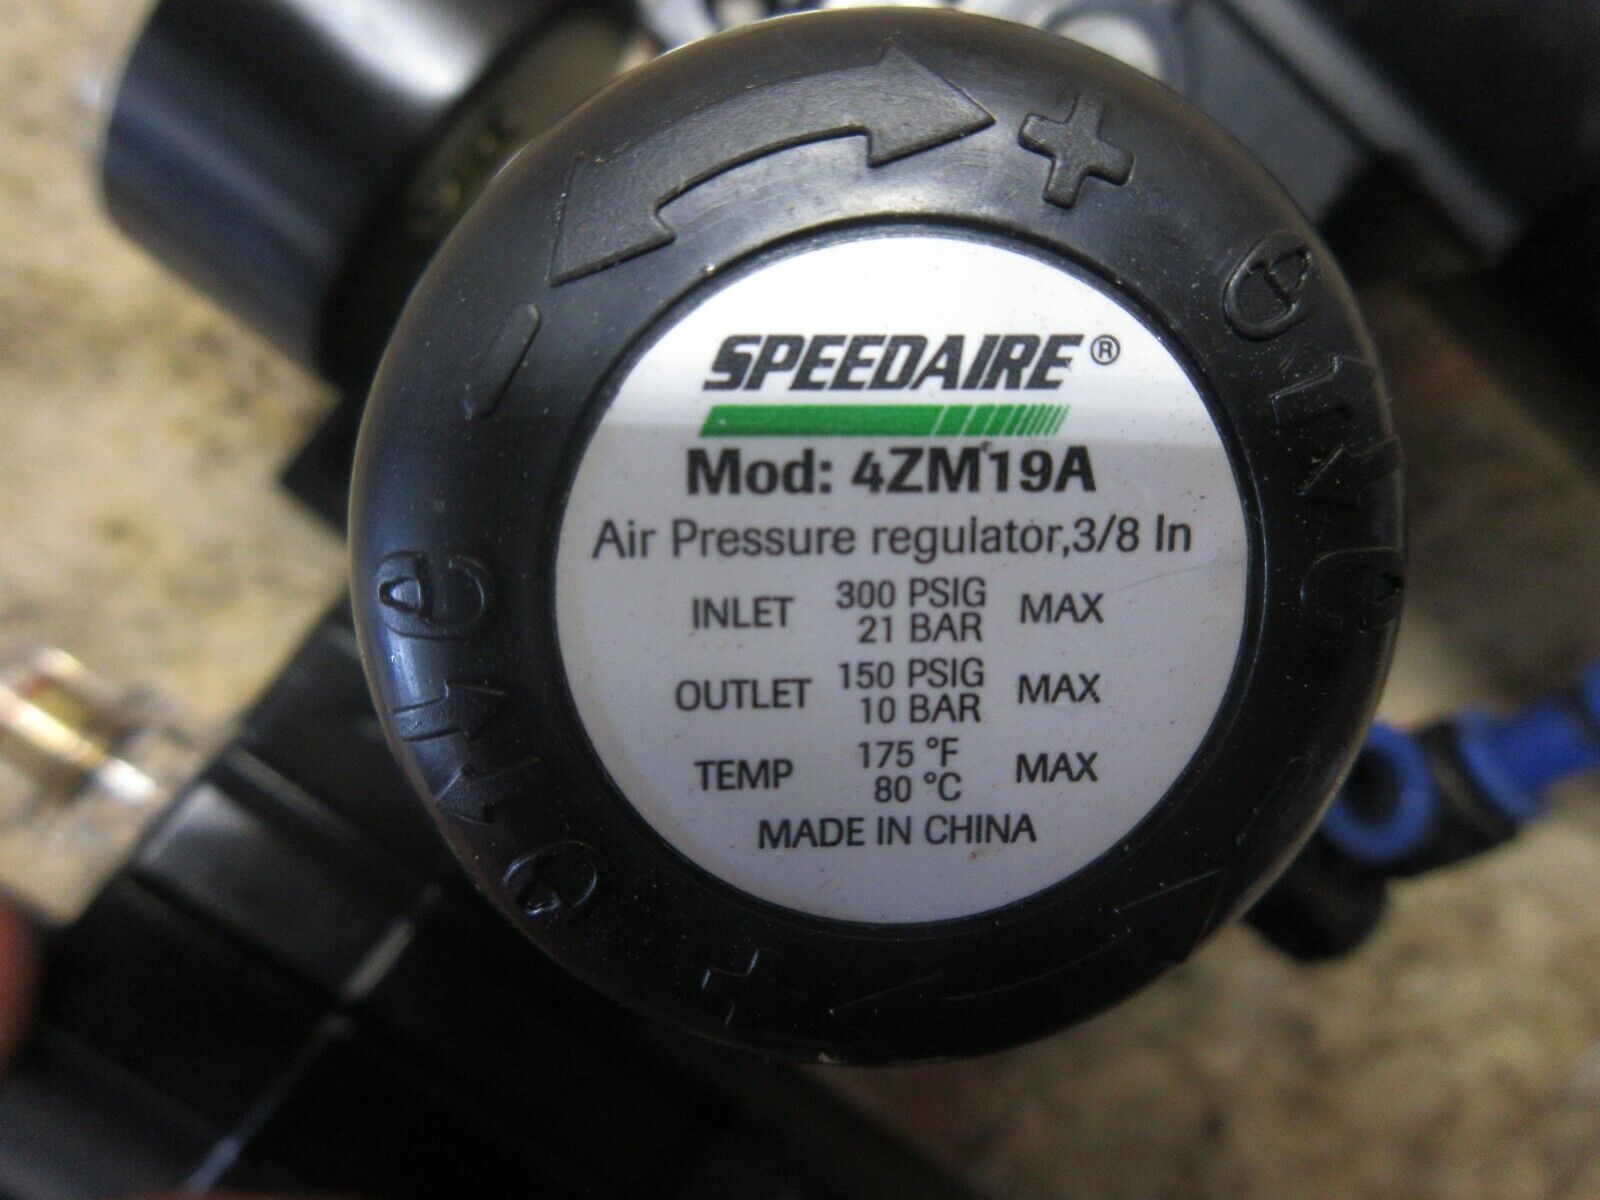 SPEEDAIRE®
Mod: 4ZM19A
Air Pressure regulator,3/8 In
INLET 300 PSIG 21 BAR MAX
OUTLET 150 PSIG 10 BAR MAX
TEMP 175 °F 80 °C MAX
MADE IN CHINA
+
-